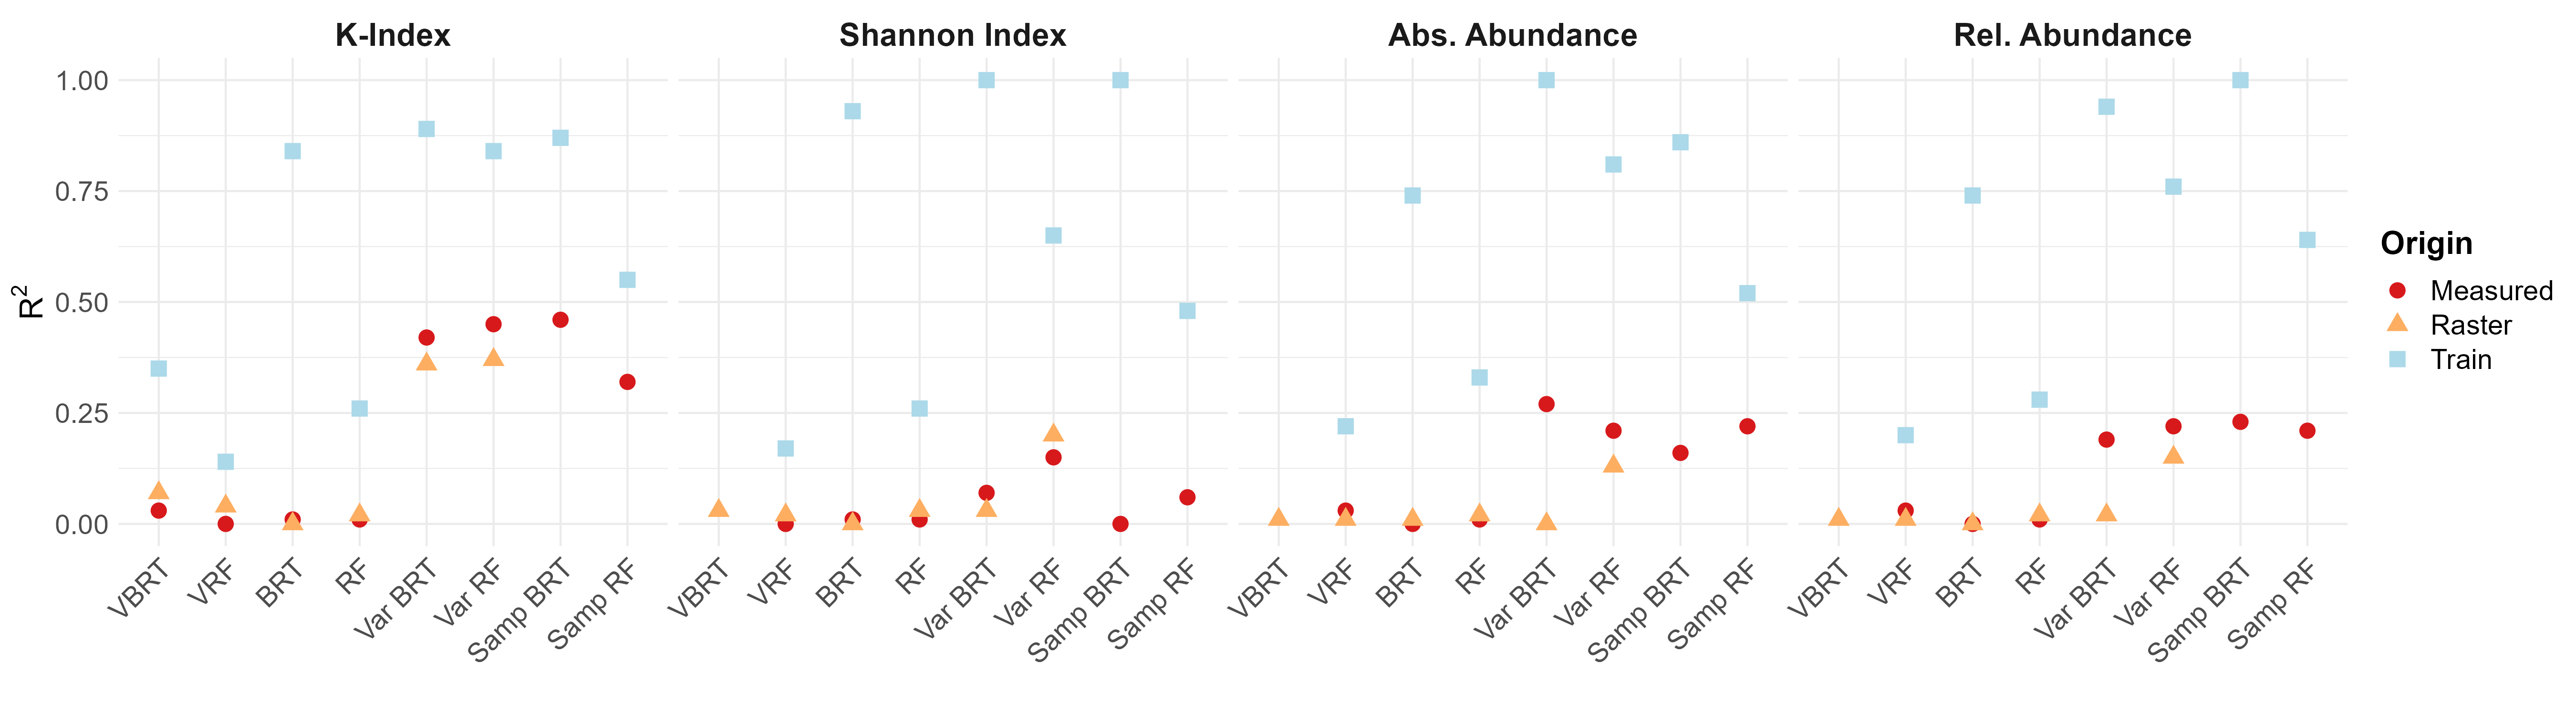 K-Index
Shannon Index
Abs. Abundance
Rel. Abundance
R²
1.00
0.75
0.50
0.25
0.00
VBRT VRF BRT RF Var BRT Var RF Samp BRT Samp RF
VBRT VRF BRT RF Var BRT Var RF Samp BRT Samp RF
VBRT VRF BRT RF Var BRT Var RF Samp BRT Samp RF
VBRT VRF BRT RF Var BRT Var RF Samp BRT Samp RF
Origin
Measured
Raster
Train